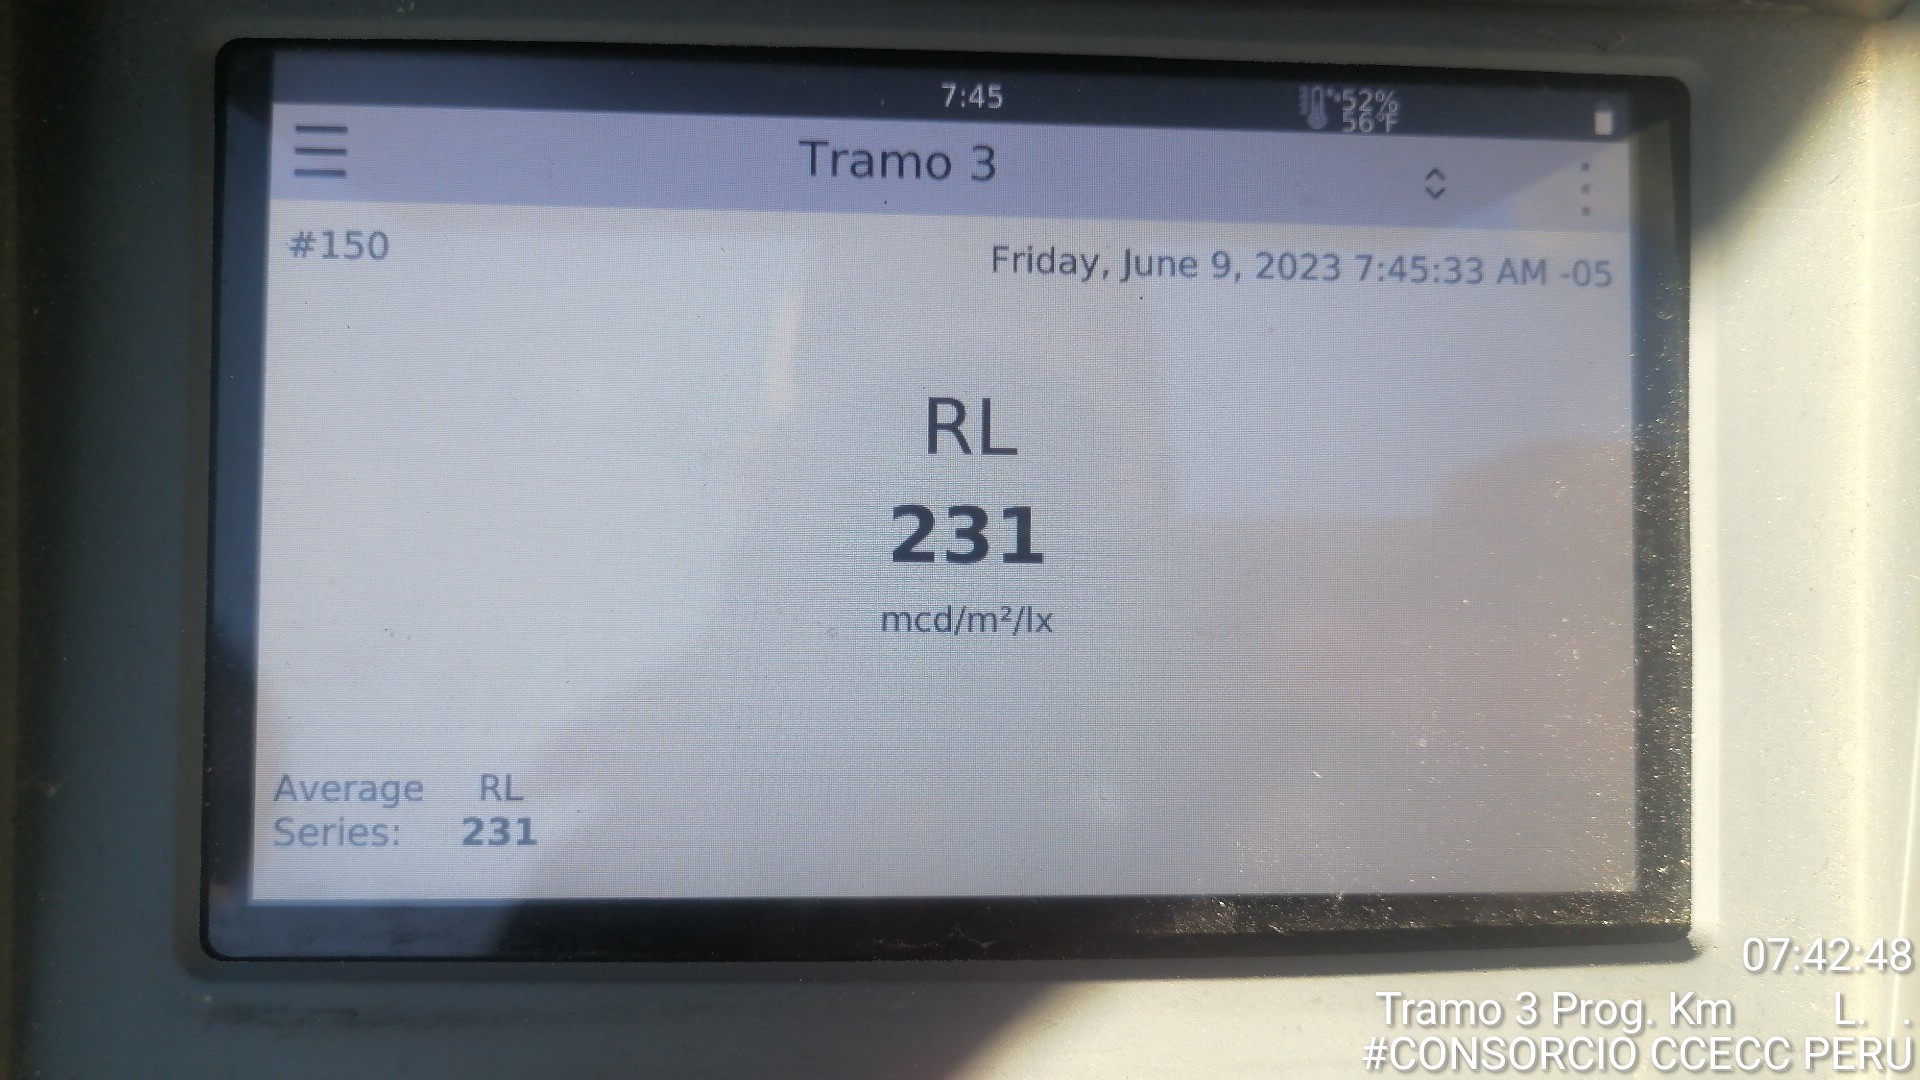 7:45
52%
56°F
Tramo 3
#150
Friday, June 9, 2023 7:45:33 AM -05
RL
231
mcd/m²/lx
Average RL
Series: 231
07:42:48
Tramo 3 Prog. Km L. .
#CONSORCIO CCECC PERU